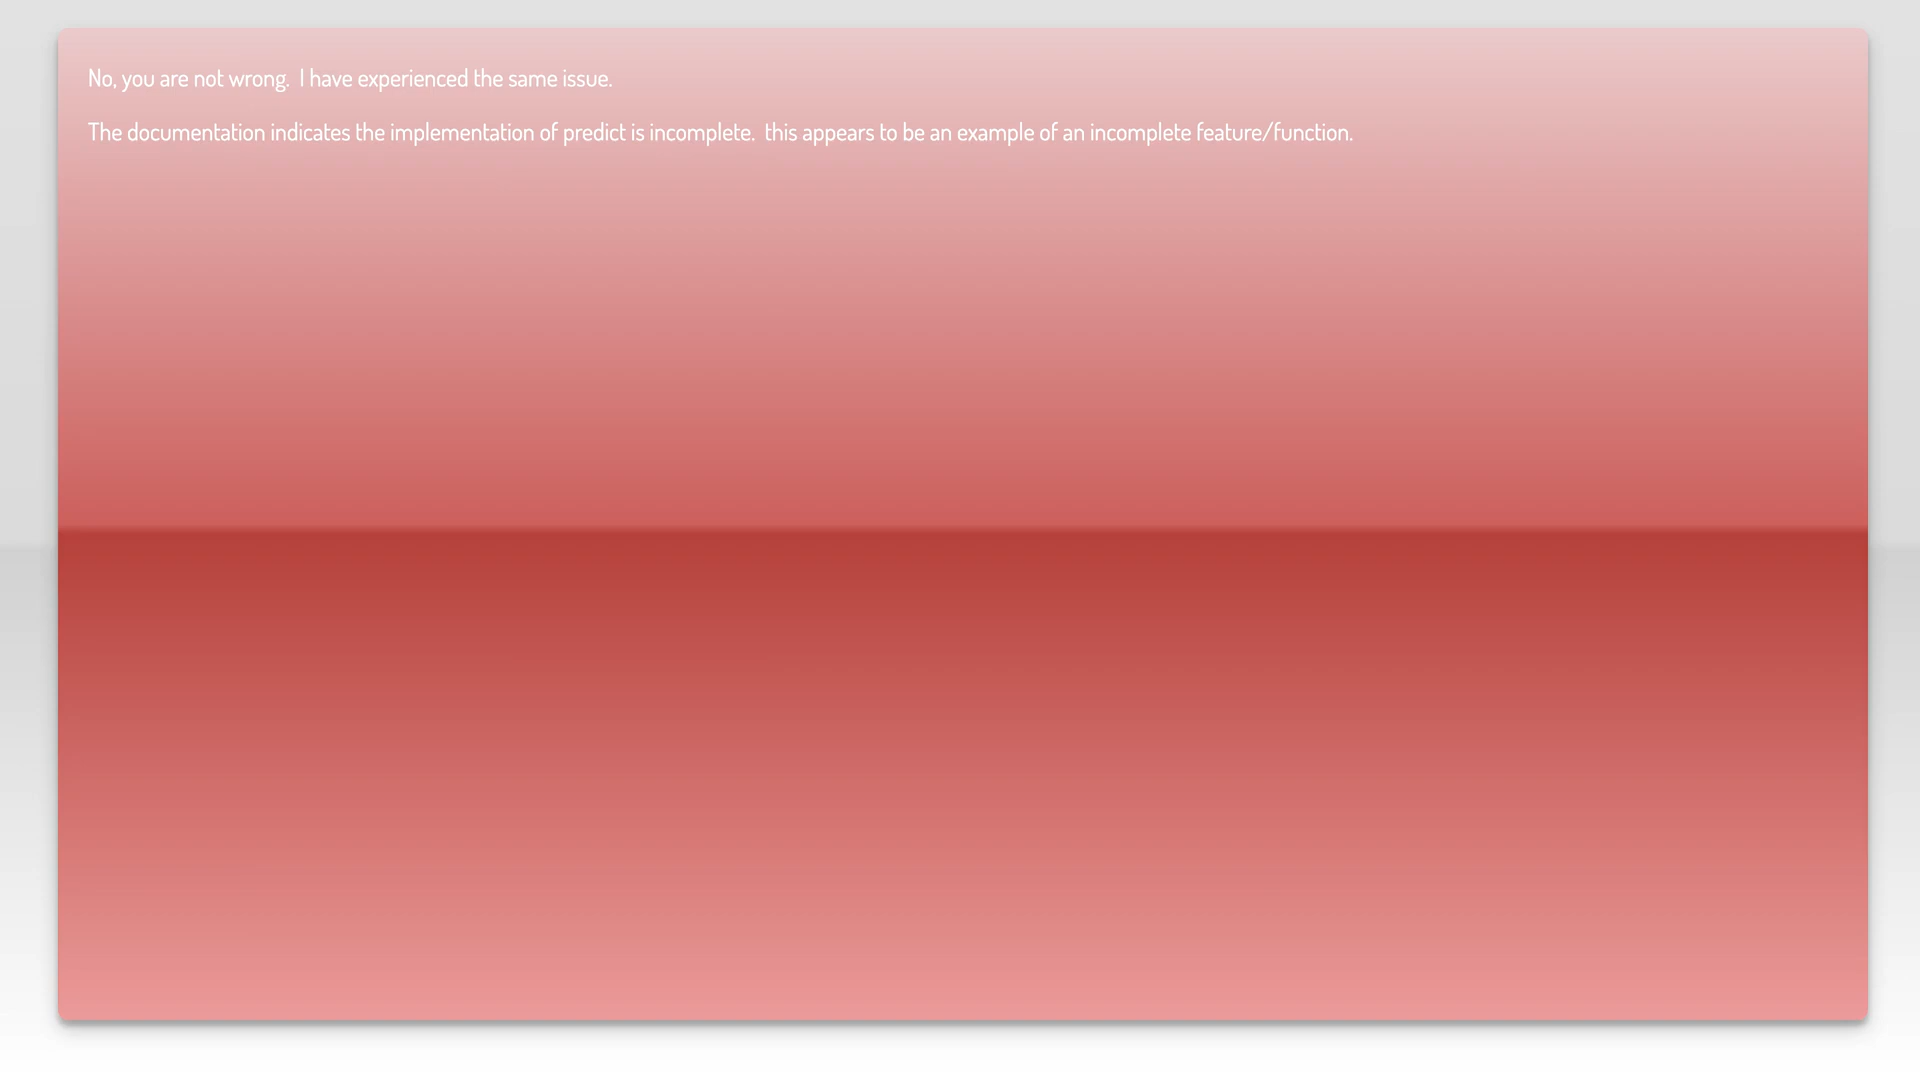 No, you are not wrong.  I have experienced the same issue.
The documentation indicates the implementation of predict is incomplete.  this appears to be an example of an incomplete feature/function.